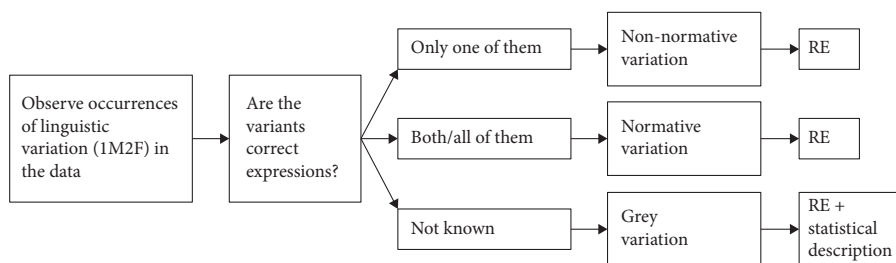 Observe occurrences
of linguistic
variation (1M2F) in
the data
Are the
variants
correct
expressions?
Only one of them
Non-normative
variation
RE
Both/all of them
Normative
variation
RE
Not known
Grey
variation
RE +
statistical
description